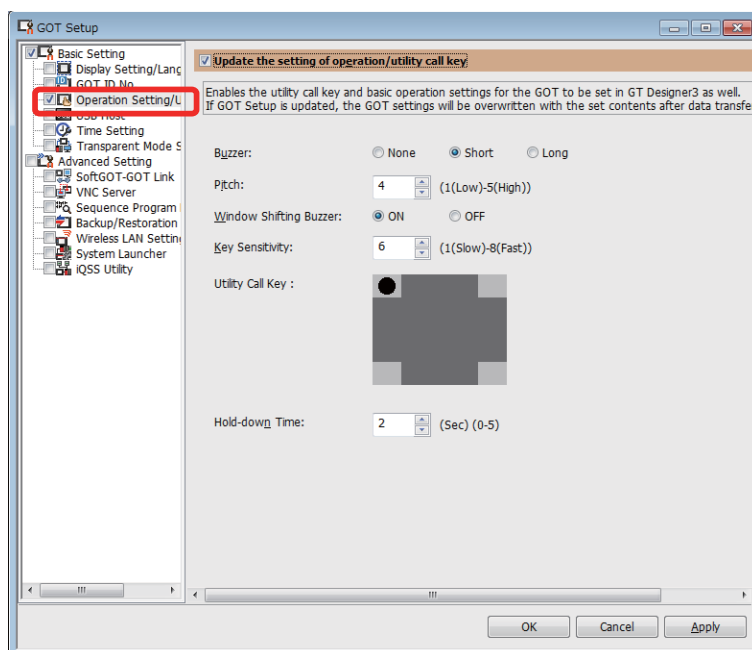 GOT Setup
Basic Setting
Display Setting/Lang
GOT ID No.
Operation Setting/U
USB Host
Time Setting
Transparent Mode S
Advanced Setting
SoftGOT-GOT Link
VNC Server
Sequence Program
Backup/Restoration
Wireless LAN Setting
System Launcher
iQSS Utility
Update the setting of operation/utility call key
Enables the utility call key and basic operation settings for the GOT to be set in GT Designer3 as well.
If GOT Setup is updated, the GOT settings will be overwritten with the set contents after data transfe
Buzzer: None Short Long
Pitch: 4 (1(Low)-5(High))
Window Shifting Buzzer: ON OFF
Key Sensitivity: 6 (1(Slow)-8(Fast))
Utility Call Key :
Hold-down Time: 2 (Sec) (0-5)
OK Cancel Apply